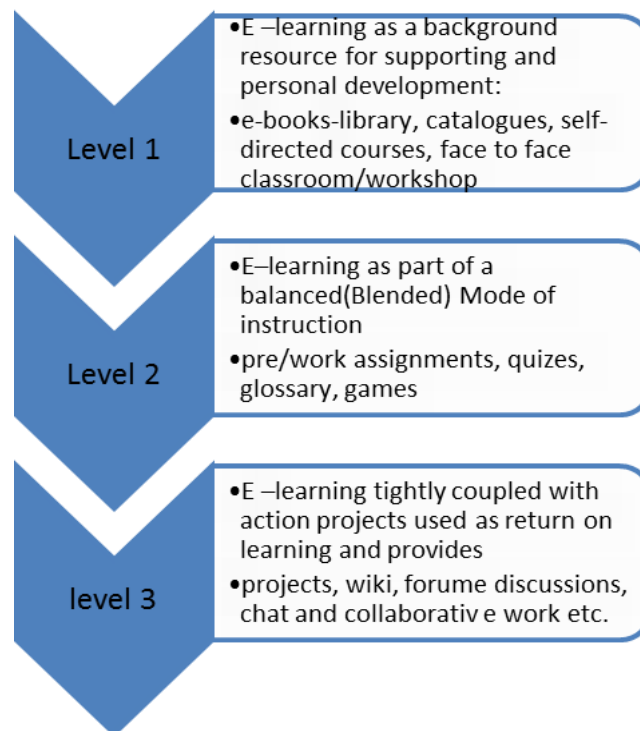 Level 1
•E –learning as a background
resource for supporting and
personal development:
•e-books-library, catalogues, self-
directed courses, face to face
classroom/workshop
Level 2
•E–learning as part of a
balanced(Blended) Mode of
instruction
•pre/work assignments, quizes,
glossary, games
level 3
•E –learning tightly coupled with
action projects used as return on
learning and provides
•projects, wiki, forume discussions,
chat and collaborativ e work etc.